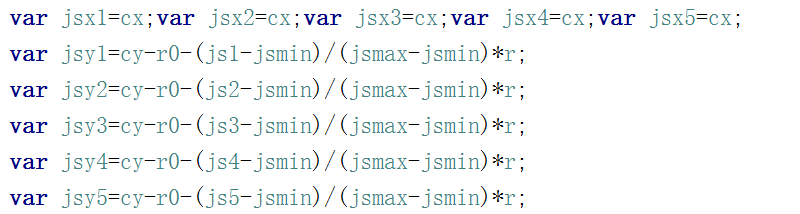 var jsx1=cx;var jsx2=cx;var jsx3=cx;var jsx4=cx;var jsx5=cx;
var jsy1=cy-r0-(js1-jsmin)/(jsmax-jsmin)*r;
var jsy2=cy-r0-(js2-jsmin)/(jsmax-jsmin)*r;
var jsy3=cy-r0-(js3-jsmin)/(jsmax-jsmin)*r;
var jsy4=cy-r0-(js4-jsmin)/(jsmax-jsmin)*r;
var jsy5=cy-r0-(js5-jsmin)/(jsmax-jsmin)*r;